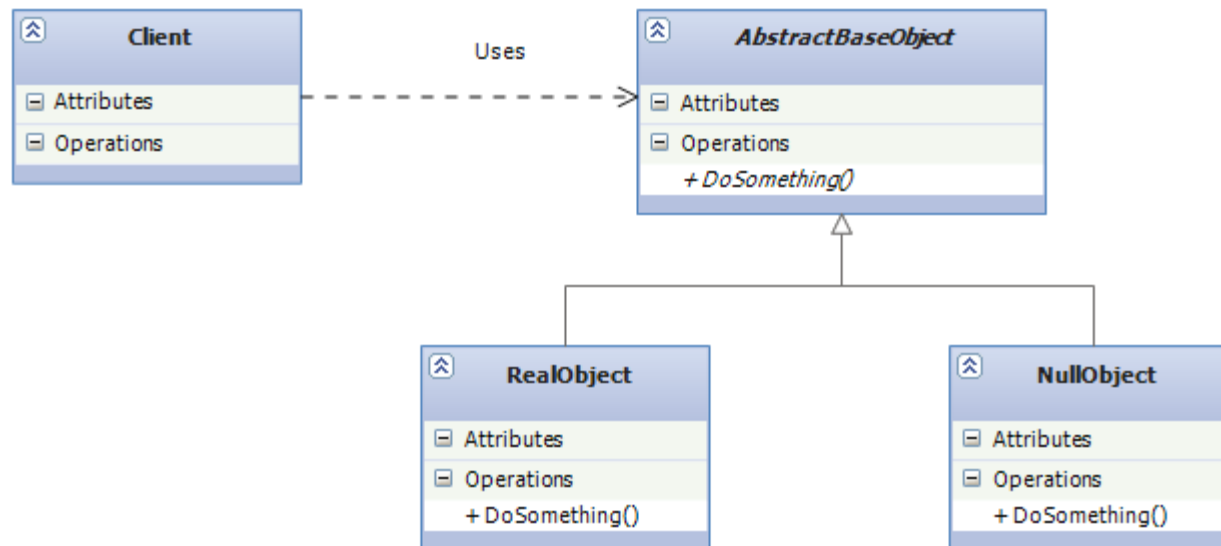 Client
Attributes
Operations
Uses
AbstractBaseObject
Attributes
Operations
+ DoSomething()
RealObject
Attributes
Operations
+ DoSomething()
NullObject
Attributes
Operations
+ DoSomething()